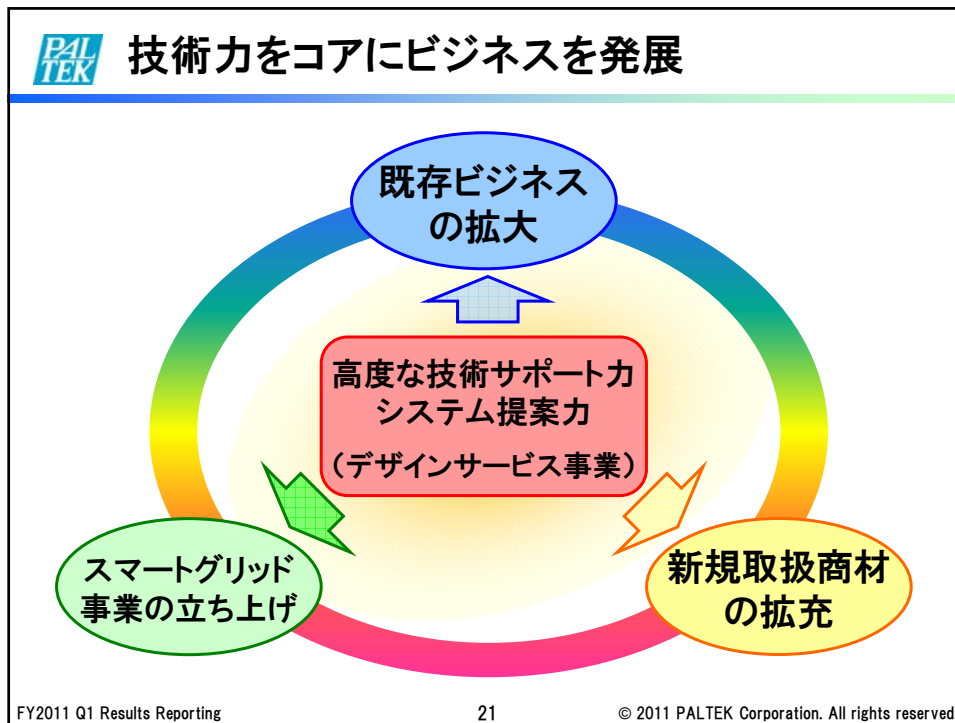 PAL
TEK
技術力をコアにビジネスを発展
既存ビジネス
の拡大
高度な技術サポート力
システム提案力
（デザインサービス事業）
スマートグリッド
事業の立ち上げ
新規取扱商材
の拡充
FY2011 Q1 Results Reporting
21
© 2011 PALTEK Corporation. All rights reserved